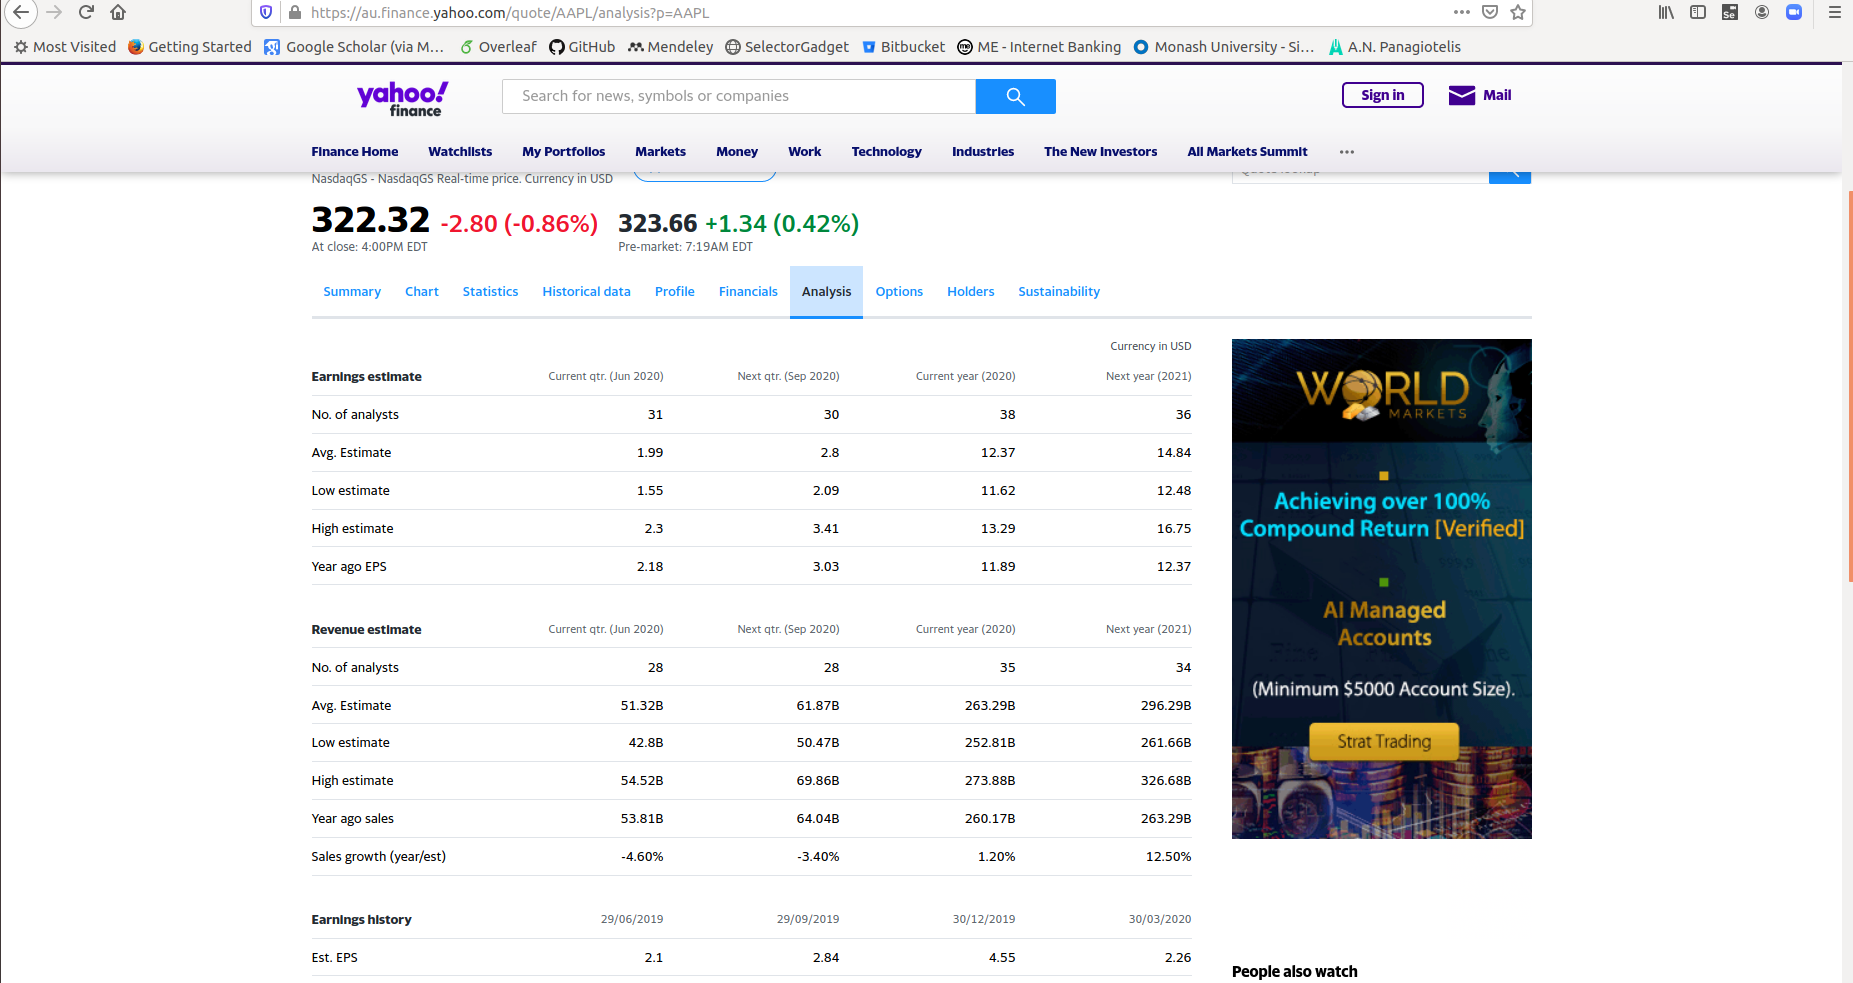 https://au.finance.yahoo.com/quote/AAPL/analysis?p=AAPL
Most Visited Getting Started Google Scholar (via M... Overleaf GitHub Mendeley SelectorGadget Bitbucket ME - Internet Banking Monash University - Si... A.N. Panagiotelis
yahoo! finance Search for news, symbols or companies Sign in Mail
Finance Home Watchlists My Portfolios Markets Money Work Technology Industries The New Investors All Markets Summit
NasdaqGS - NasdaqGS Real-time price. Currency in USD
322.32 -2.80 (-0.86%) 323.66 +1.34 (0.42%)
At close: 4:00PM EDT Pre-market: 7:19AM EDT
Summary Chart Statistics Historical data Profile Financials Analysis Options Holders Sustainability
Currency in USD
Earnings estimate Current qtr. (Jun 2020) Next qtr. (Sep 2020) Current year (2020) Next year (2021)
No. of analysts 31 30 38 36
Avg. Estimate 1.99 2.8 12.37 14.84
Low estimate 1.55 2.09 11.62 12.48
High estimate 2.3 3.41 13.29 16.75
Year ago EPS 2.18 3.03 11.89 12.37
Revenue estimate Current qtr. (Jun 2020) Next qtr. (Sep 2020) Current year (2020) Next year (2021)
No. of analysts 28 28 35 34
Avg. Estimate 51.32B 61.87B 263.29B 296.29B
Low estimate 42.8B 50.47B 252.81B 261.66B
High estimate 54.52B 69.86B 273.88B 326.68B
Year ago sales 53.81B 64.04B 260.17B 263.29B
Sales growth (year/est) -4.60% -3.40% 1.20% 12.50%
Earnings history 29/06/2019 29/09/2019 30/12/2019 30/03/2020
Est. EPS 2.1 2.84 4.55 2.26
WORLD
MARKETS
Achieving over 100%
Compound Return [Verified]
AI Managed
Accounts
(Minimum $5000 Account Size).
Strat Trading
People also watch